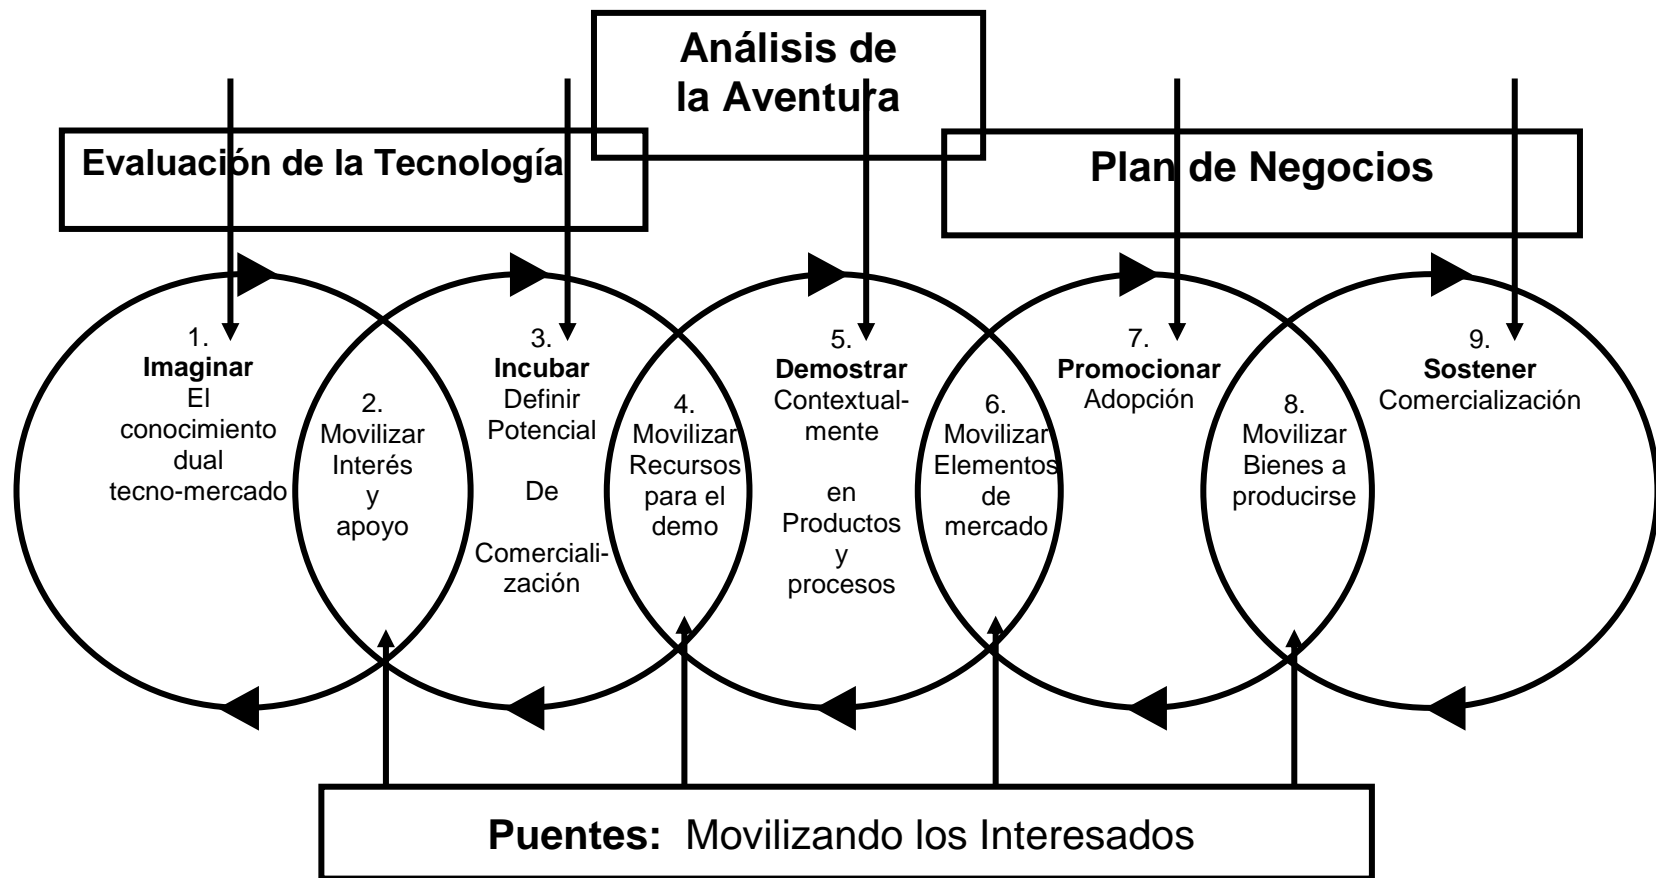 Análisis de
la Aventura
Evaluación de la Tecnología
Plan de Negocios
1.
Imaginar
El
conocimiento
dual
tecno-mercado
2.
Movilizar
Interés
y
apoyo
3.
Incubar
Definir
Potencial
De
Comerciali-
zación
4.
Movilizar
Recursos
para el
demo
5.
Demostrar
Contextual-
mente
en
Productos
y
procesos
6.
Movilizar
Elementos
de
mercado
7.
Promocionar
Adopción
8.
Movilizar
Bienes a
producirse
9.
Sostener
Comercialización
Puentes: Movilizando los Interesados